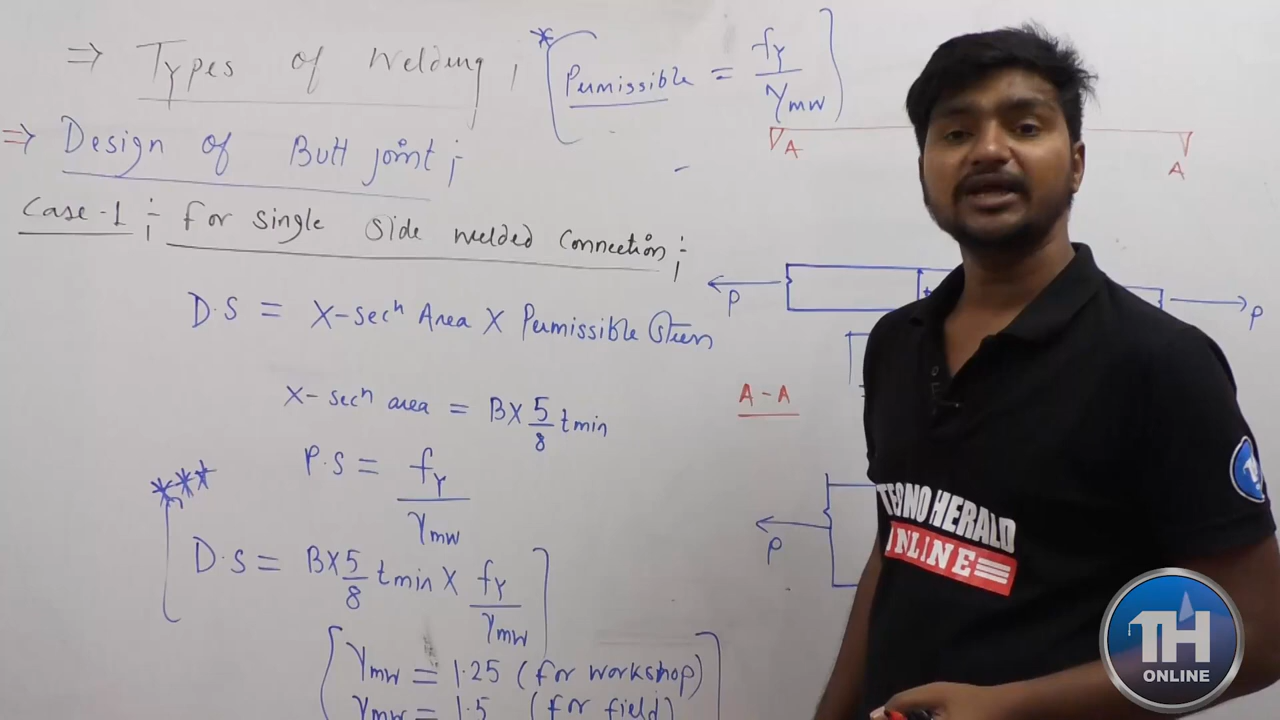 ⇒ Types of Welding ;
* [ Permissible = fy/γmw ]
⇒ Design of Butt joint ;
Case-1 :- for single side welded connection :-
D.S = X-secⁿ Area X Permissible Stress
X-secⁿ area = BX 5/8 tmin
P.S = fy/γmw
*** [ D.S = BX 5/8 tmin X fy/γmw ]
γmw = 1.25 (for workshop)
γmw = 1.5 (for field)
A A
P P
A-A
P
TECNO HERALD
ONLINE
TH
ONLINE